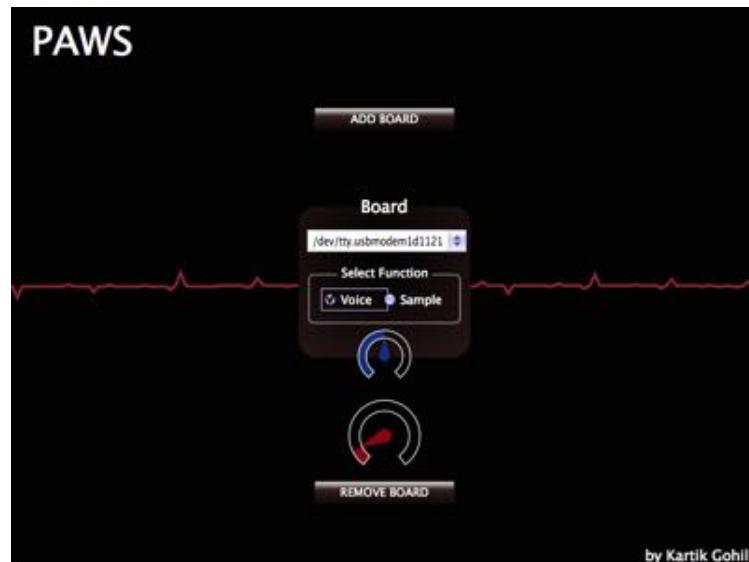 PAWS
ADD BOARD
Board
/dev/tty.usbmodem1d1121
Select Function
Voice Sample
REMOVE BOARD
by Kartik Gohil